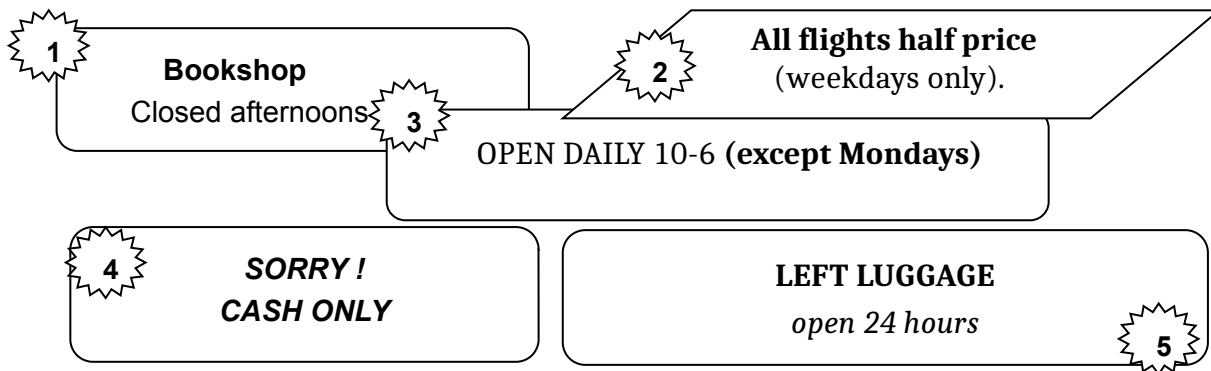 1
Bookshop
Closed afternoons
2
All flights half price
(weekdays only).
3
OPEN DAILY 10-6 (except Mondays)
4
SORRY !
CASH ONLY
LEFT LUGGAGE
open 24 hours
5